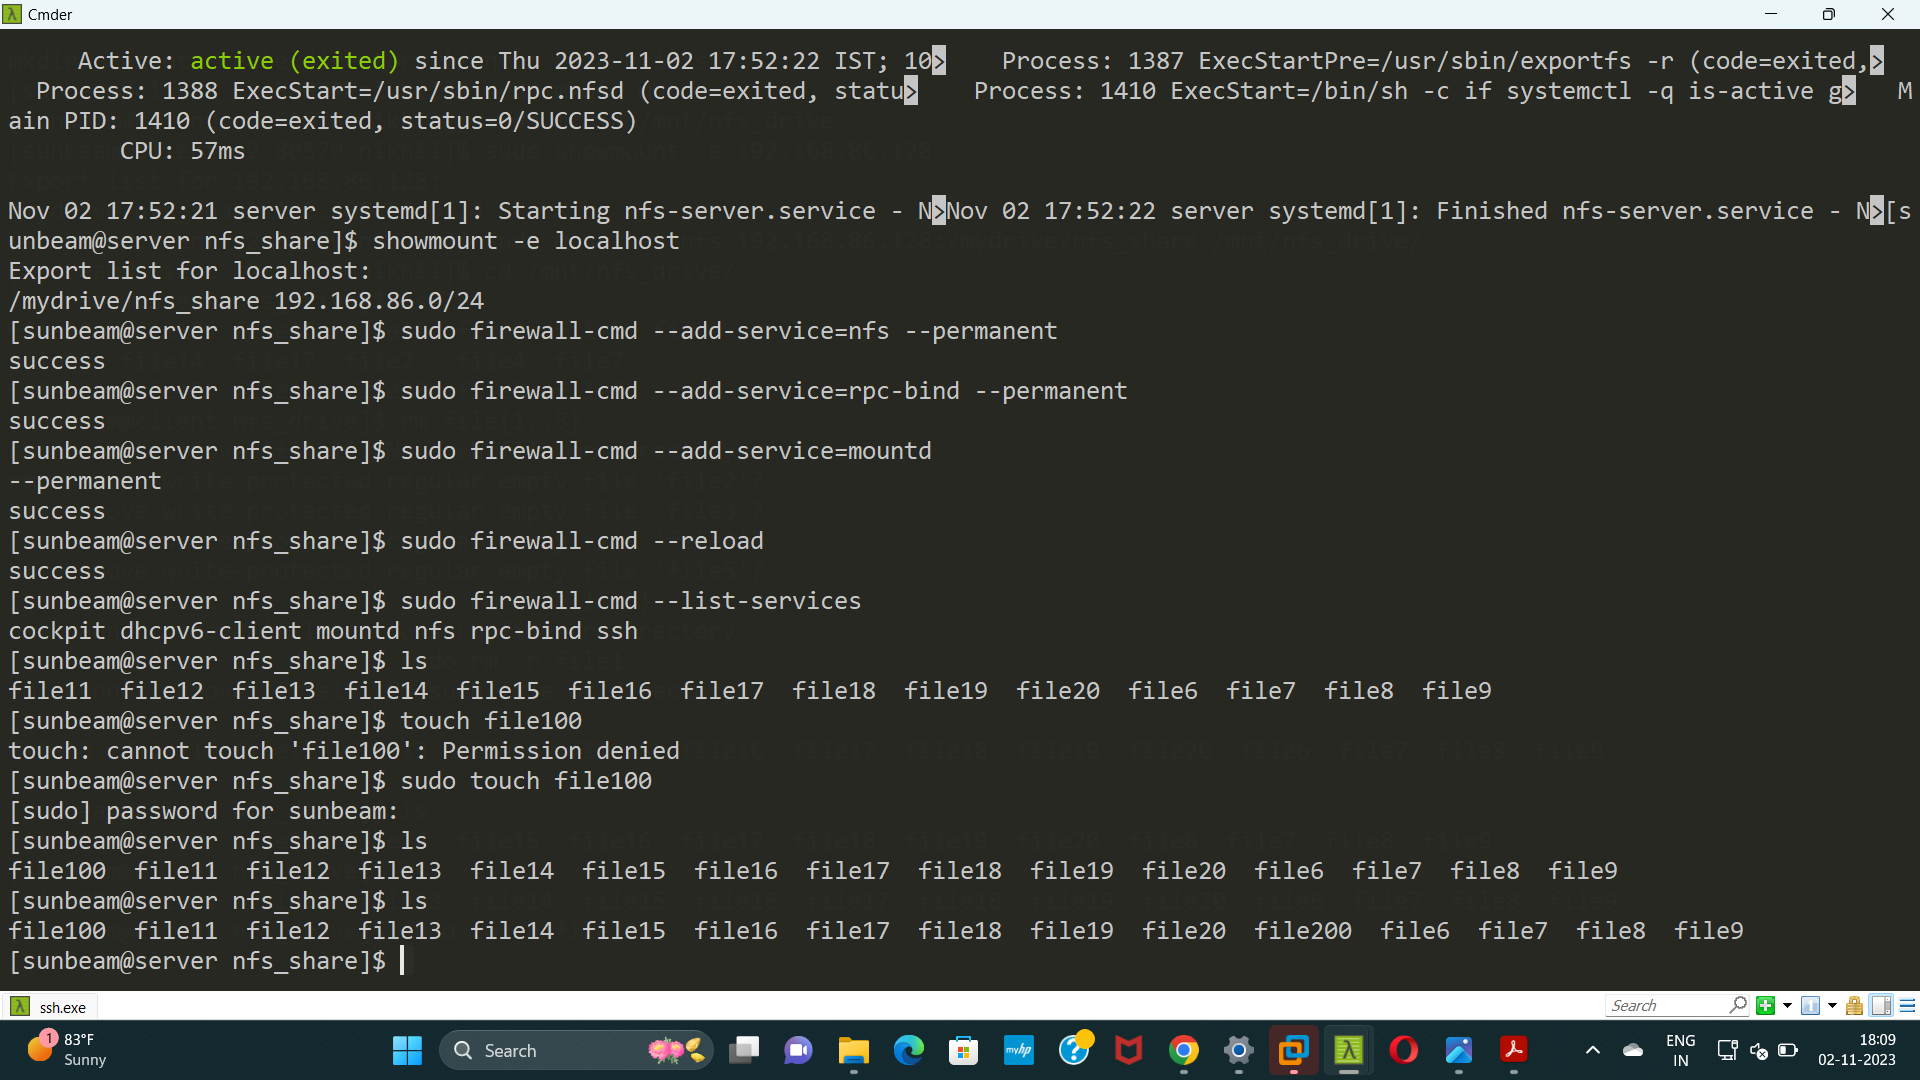 Cmder
Active: active (exited) since Thu 2023-11-02 17:52:22 IST; 10>    Process: 1387 ExecStartPre=/usr/sbin/exportfs -r (code=exited,>
Process: 1388 ExecStart=/usr/sbin/rpc.nfsd (code=exited, statu>    Process: 1410 ExecStart=/bin/sh -c if systemctl -q is-active g>   M
ain PID: 1410 (code=exited, status=0/SUCCESS)
CPU: 57ms
Nov 02 17:52:21 server systemd[1]: Starting nfs-server.service - N>Nov 02 17:52:22 server systemd[1]: Finished nfs-server.service - N>[s
unbeam@server nfs_share]$ showmount -e localhost
Export list for localhost:
/mydrive/nfs_share 192.168.86.0/24
[sunbeam@server nfs_share]$ sudo firewall-cmd --add-service=nfs --permanent
success
[sunbeam@server nfs_share]$ sudo firewall-cmd --add-service=rpc-bind --permanent
success
[sunbeam@server nfs_share]$ sudo firewall-cmd --add-service=mountd
--permanent
success
[sunbeam@server nfs_share]$ sudo firewall-cmd --reload
success
[sunbeam@server nfs_share]$ sudo firewall-cmd --list-services
cockpit dhcpv6-client mountd nfs rpc-bind ssh
[sunbeam@server nfs_share]$ ls
file11  file12  file13  file14  file15  file16  file17  file18  file19  file20  file6  file7  file8  file9
[sunbeam@server nfs_share]$ touch file100
touch: cannot touch 'file100': Permission denied
[sunbeam@server nfs_share]$ sudo touch file100
[sudo] password for sunbeam:
[sunbeam@server nfs_share]$ ls
file100  file11  file12  file13  file14  file15  file16  file17  file18  file19  file20  file6  file7  file8  file9
[sunbeam@server nfs_share]$ ls
file100  file11  file12  file13  file14  file15  file16  file17  file18  file19  file20  file200  file6  file7  file8  file9
[sunbeam@server nfs_share]$
ssh.exe
Search
1
83°F
Sunny
Search
myhp
ENG
IN
18:09
02-11-2023